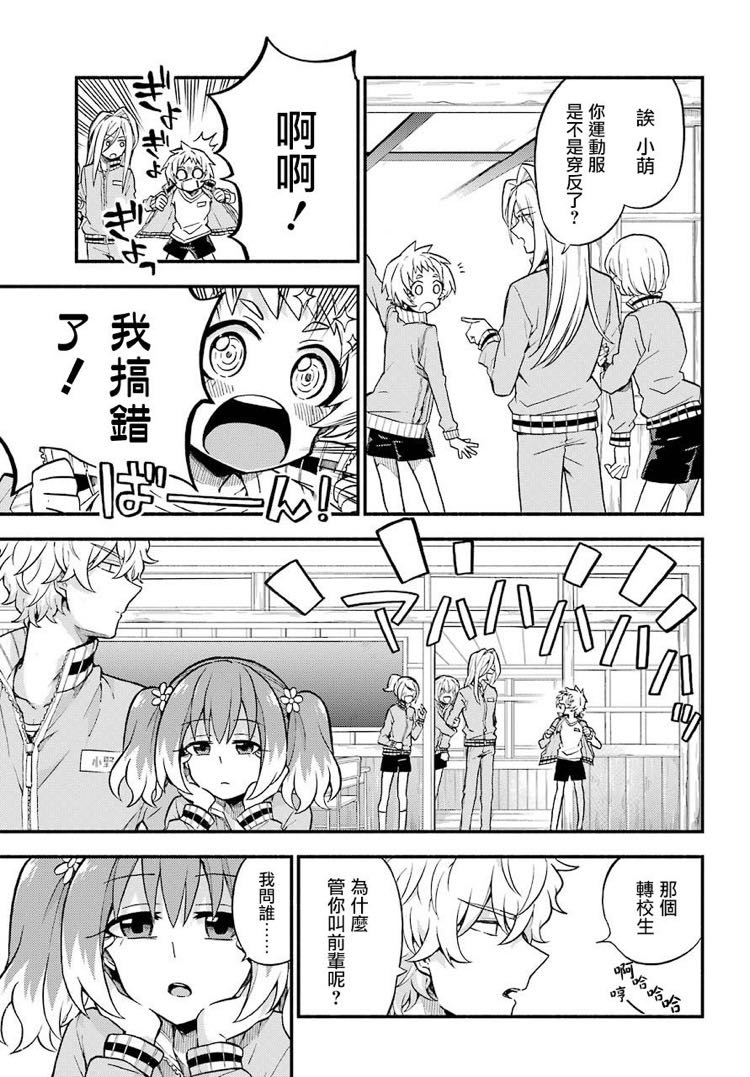 誒 小萌
你運動服
是不是穿反了？
啊啊！
ぎょぎょ
ぎょっ
我搞錯
了！
ばーーん！
アハハハハハ
小野
那個
轉校生
啊哈哈哈
哼
為什麼
管你叫前輩呢？
我問誰……